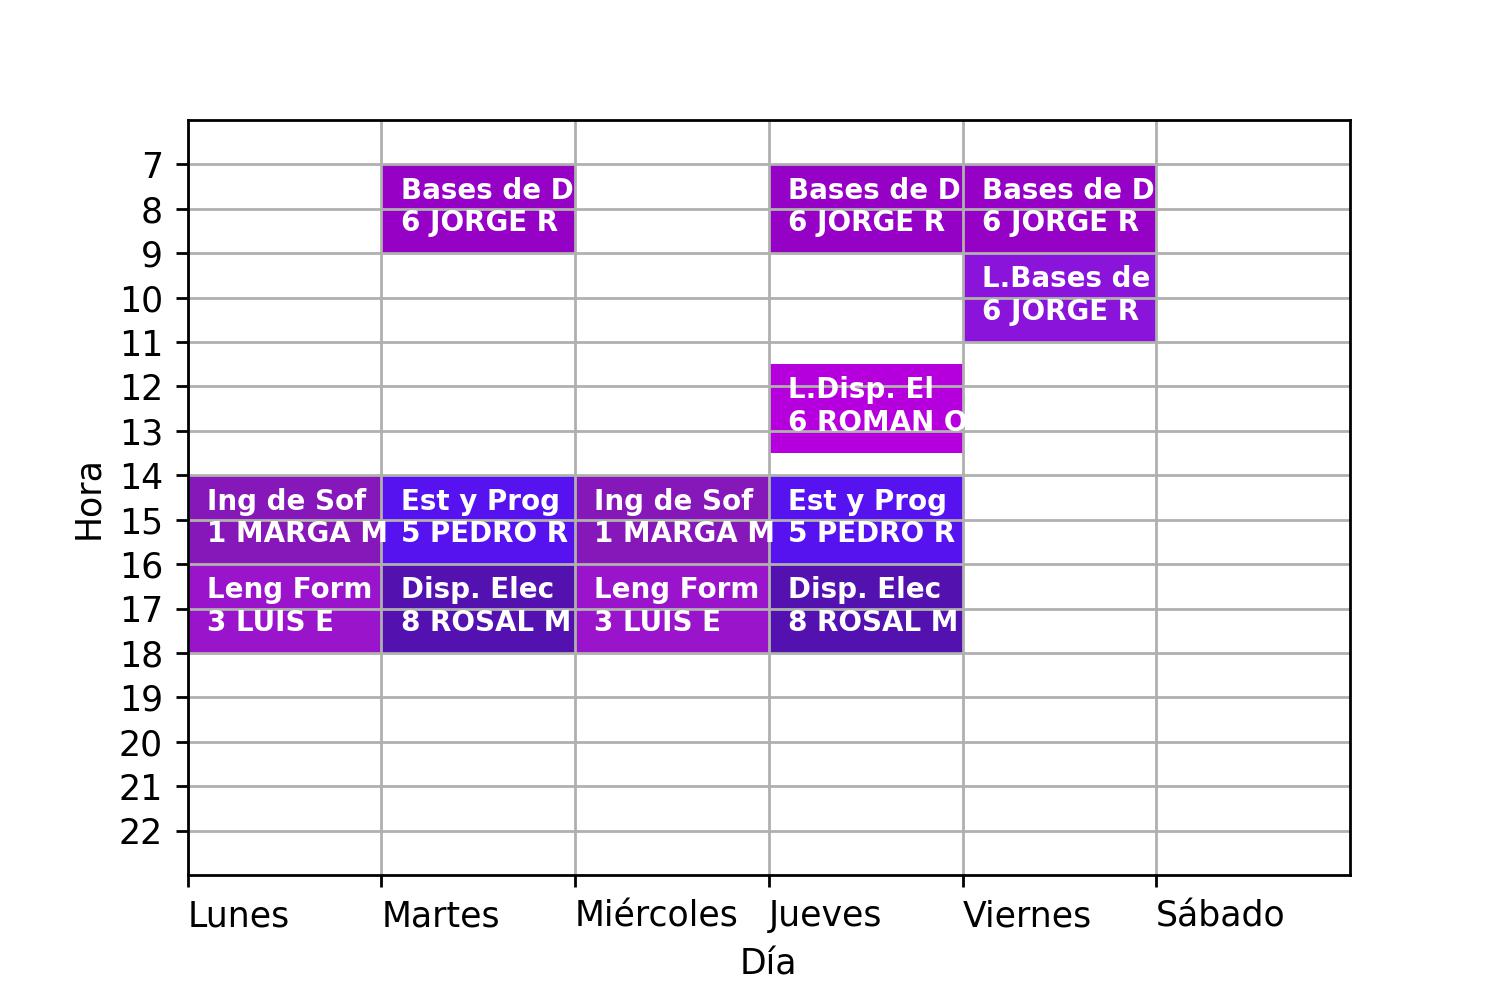 7
Bases de D
6 JORGE R
Bases de D
6 JORGE R
Bases de D
6 JORGE R
8
9
L.Bases de
6 JORGE R
10
11
L.Disp. El
6 ROMAN O
12
13
14
Ing de Sof
1 MARGA M
Est y Prog
5 PEDRO R
Ing de Sof
1 MARGA M
Est y Prog
5 PEDRO R
15
16
Leng Form
3 LUIS E
Disp. Elec
8 ROSAL M
Leng Form
3 LUIS E
Disp. Elec
8 ROSAL M
17
18
19
20
21
22
Hora
Lunes Martes Miércoles Jueves Viernes Sábado
Día